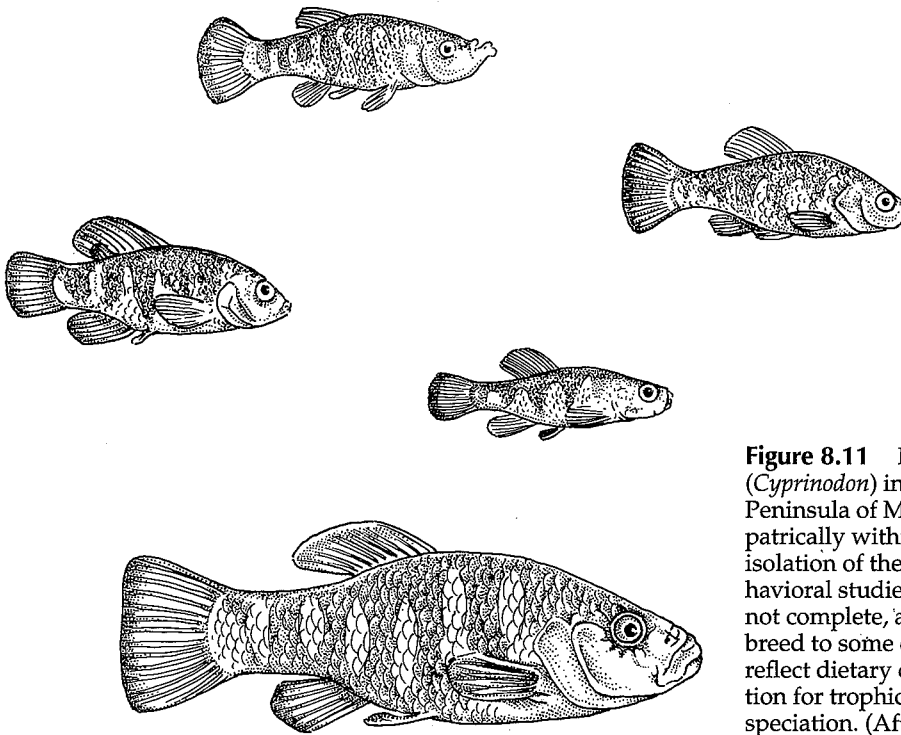 Figure 8.11
(Cyprinodon) in
Peninsula of M
patrically with
isolation of the
havioral studie
not complete, a
breed to some
reflect dietary
tion for trophic
speciation. (Af